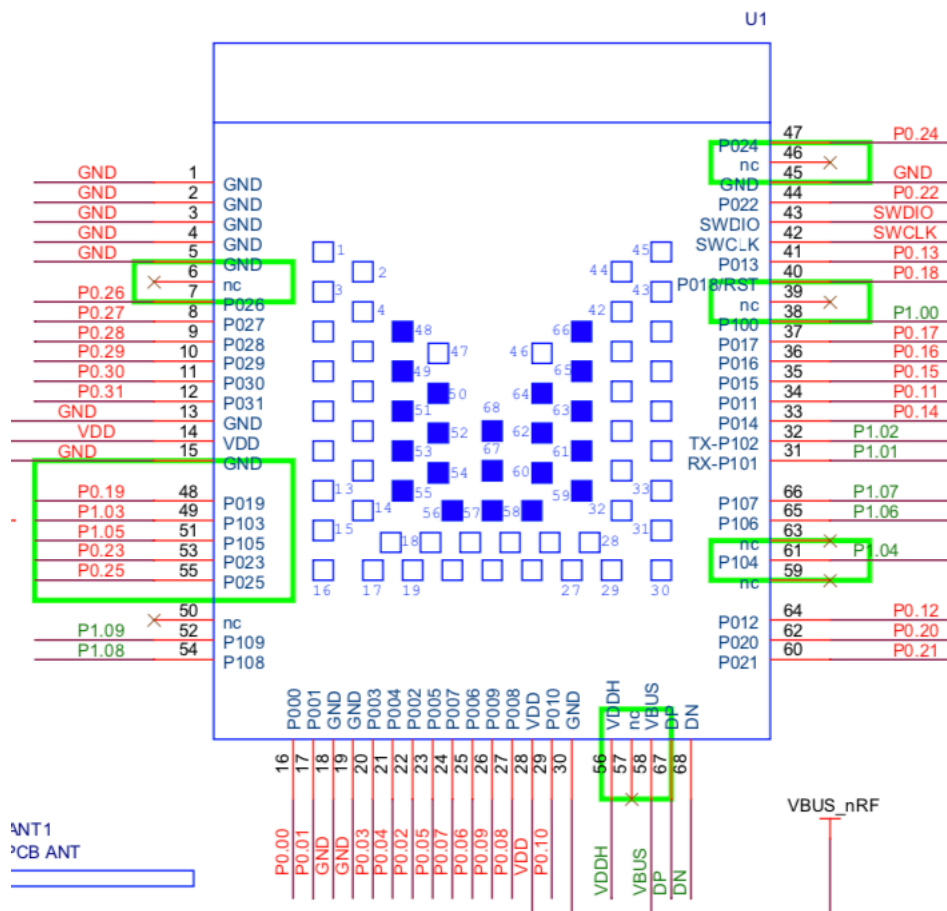 U1
GND 1 GND
GND 2 GND
GND 3 GND
GND 4 GND
GND 5 GND
6 nc
P0.26 7 P026
P0.27 8 P027
P0.28 9 P028
P0.29 10 P029
P0.30 11 P030
P0.31 12 P031
GND 13 GND
VDD 14 VDD
GND 15 GND
P0.19 48 P019
P1.03 49 P103
P1.05 51 P105
P0.23 53 P023
P0.25 55 P025
50 nc
P1.09 52 P109
P1.08 54 P108
P024 47 P0.24
nc 46
GND 45 GND
P022 44 P0.22
SWDIO 43 SWDIO
SWCLK 42 SWCLK
P013 41 P0.13
P018/RST 40 P0.18
nc 39
P100 38 P1.00
P017 37 P0.17
P016 36 P0.16
P015 35 P0.15
P011 34 P0.11
P014 33 P0.14
TX-P102 32 P1.02
RX-P101 31 P1.01
P107 66 P1.07
P106 65 P1.06
nc 63
P104 61 P1.04
nc 59
P012 64 P0.12
P020 62 P0.20
P021 60 P0.21
1 45
2 44
3 43
4 42
48 66
47 46
49 65
50 64
51 68 63
52 62
53 67 61
54 60
13 55 59 33
14 56 57 58 32
15 31
18 28
16 17 19 27 29 30
P000 P001 GND GND P003 P004 P002 P005 P007 P006 P009 P008 VDD P010 GND VDDH nc VBUS DP DN
16 17 18 19 20 21 22 23 24 25 26 27 28 29 30 56 57 58 67 68
P0.00 P0.01 GND GND P0.03 P0.04 P0.02 P0.05 P0.07 P0.06 P0.09 P0.08 VDD P0.10 VDDH VBUS DP DN
VBUS_nRF
ANT1
PCB ANT